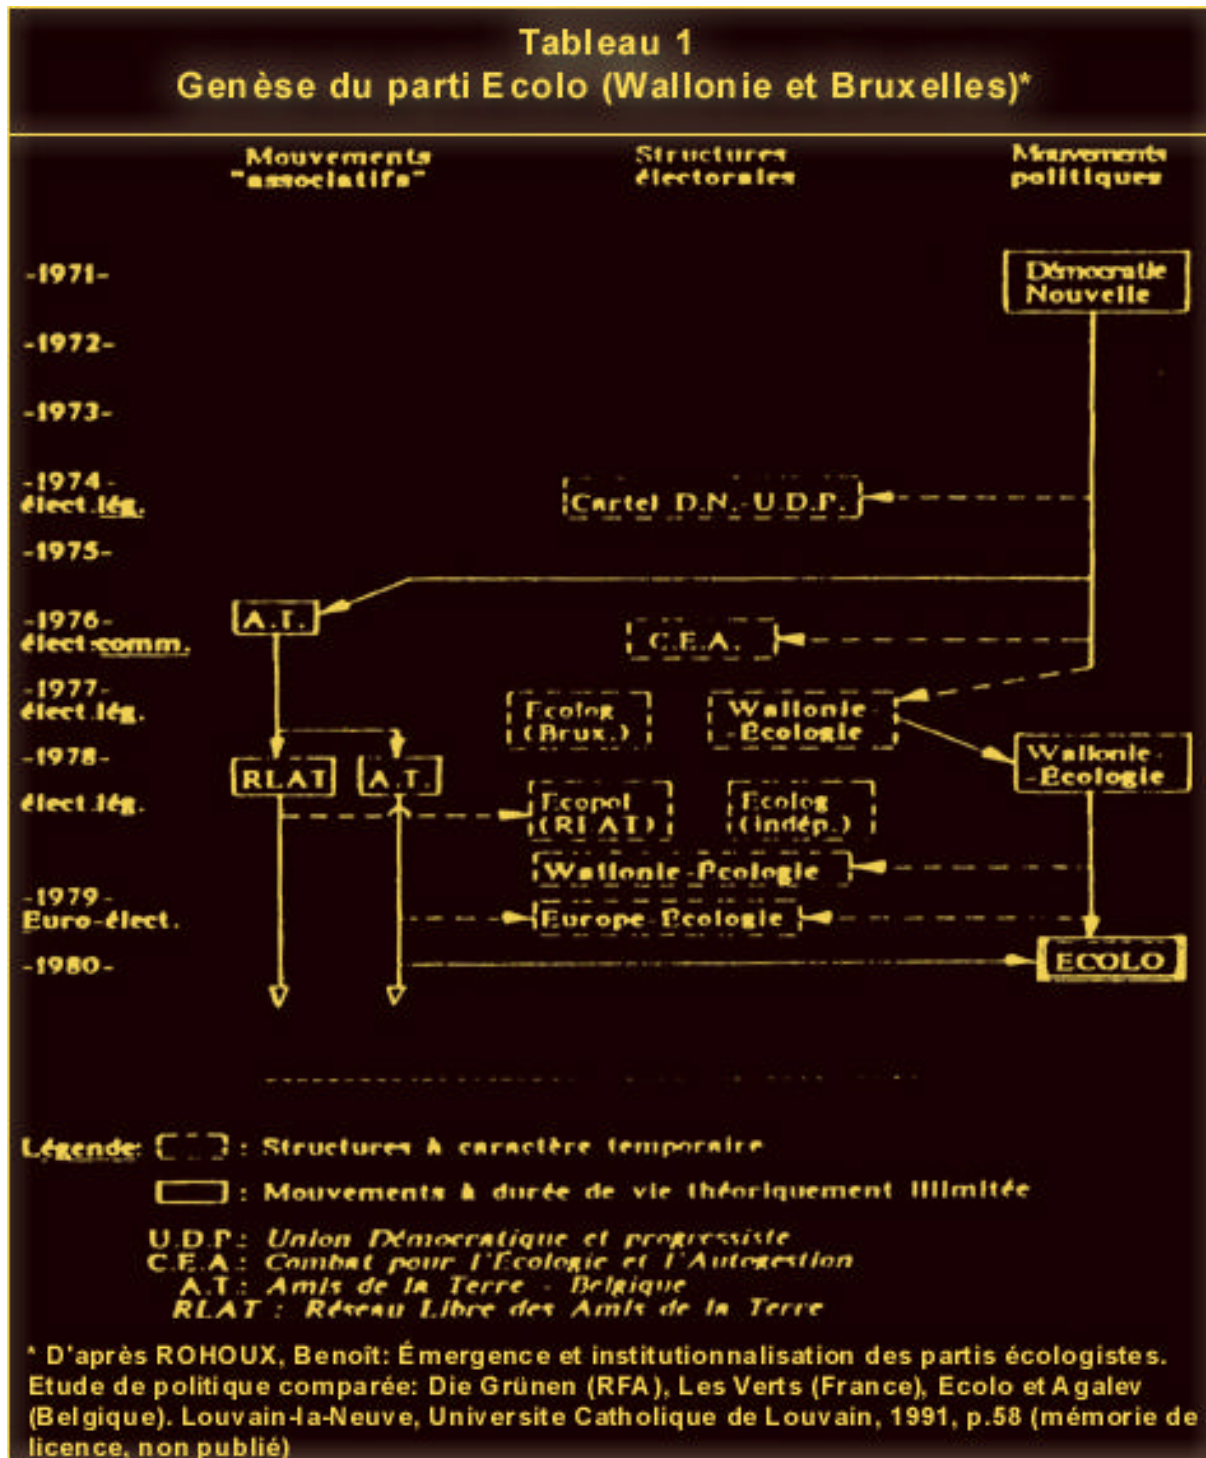 Tableau 1
Genèse du parti Ecolo (Wallonie et Bruxelles)*
Mouvements
"associatifs"
Structures
électorales
Mouvements
politiques
-1971-
Démocratie
Nouvelle
-1972-
-1973-
-1974-
élect.lég.
Cartel D.N.-U.D.P.
-1975-
-1976-
élect.comm.
A.T.
C.E.A.
-1977-
élect.lég.
Ecolog
(Brux.)
Wallonie-
-Écologie
-1978-
Wallonie-
-Écologie
RLAT
A.T.
élect.lég.
Ecopol
(RLAT)
Ecolog
(indép.)
Wallonie-Écologie
-1979-
Euro-élect.
Europe-Écologie
-1980-
ECOLO
Légende: : Structures à caractère temporaire
: Mouvements à durée de vie théoriquement illimitée
U.D.P.: Union Démocratique et progressiste
C.E.A.: Combat pour l'Écologie et l'Autogestion
A.T.: Amis de la Terre - Belgique
RLAT : Réseau Libre des Amis de la Terre
* D'après ROHOUX, Benoît: Émergence et institutionnalisation des partis écologistes.
Etude de politique comparée: Die Grünen (RFA), Les Verts (France), Ecolo et Agalev
(Belgique). Louvain-la-Neuve, Universite Catholique de Louvain, 1991, p.58 (mémorie de
licence, non publié)